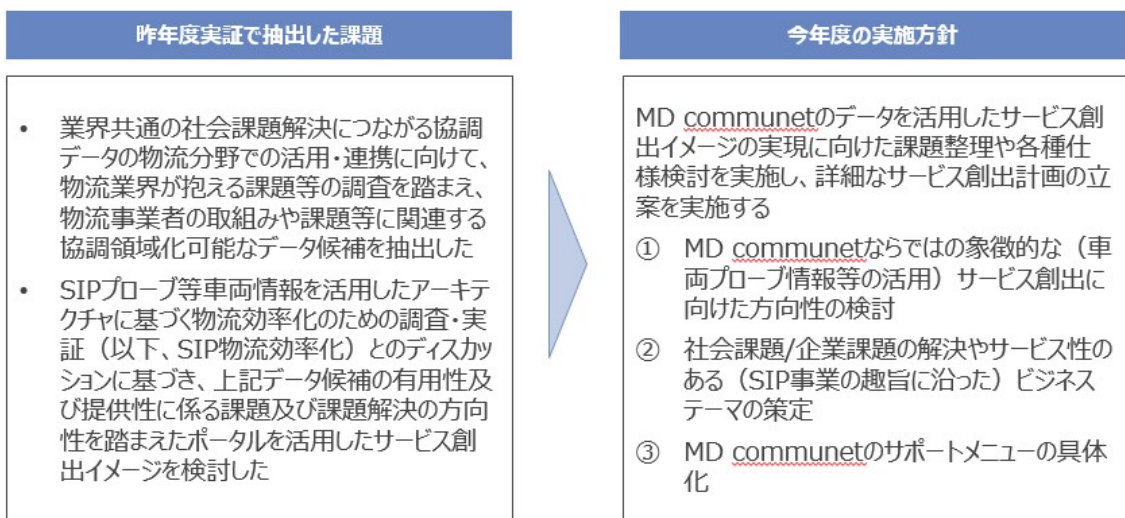 昨年度実証で抽出した課題
• 業界共通の社会課題解決につながる協調
データの物流分野での活用・連携に向けて、
物流業界が抱える課題等の調査を踏まえ、
物流事業者の取組みや課題等に関連する
協調領域化可能なデータ候補を抽出した
• SIPプローブ等車両情報を活用したアーキテ
クチャに基づく物流効率化のための調査・実
証（以下、SIP物流効率化）とのディスカッ
ションに基づき、上記データ候補の有用性及
び提供性に係る課題及び課題解決の方向
性を踏まえたポータルを活用したサービス創
出イメージを検討した
今年度の実施方針
MD communetのデータを活用したサービス創
出イメージの実現に向けた課題整理や各種仕
様検討を実施し、詳細なサービス創出計画の立
案を実施する
① MD communetならではの象徴的な（車
両プローブ情報等の活用）サービス創出に
向けた方向性の検討
② 社会課題/企業課題の解決やサービス性の
ある（SIP事業の趣旨に沿った）ビジネス
テーマの策定
③ MD communetのサポートメニューの具体
化